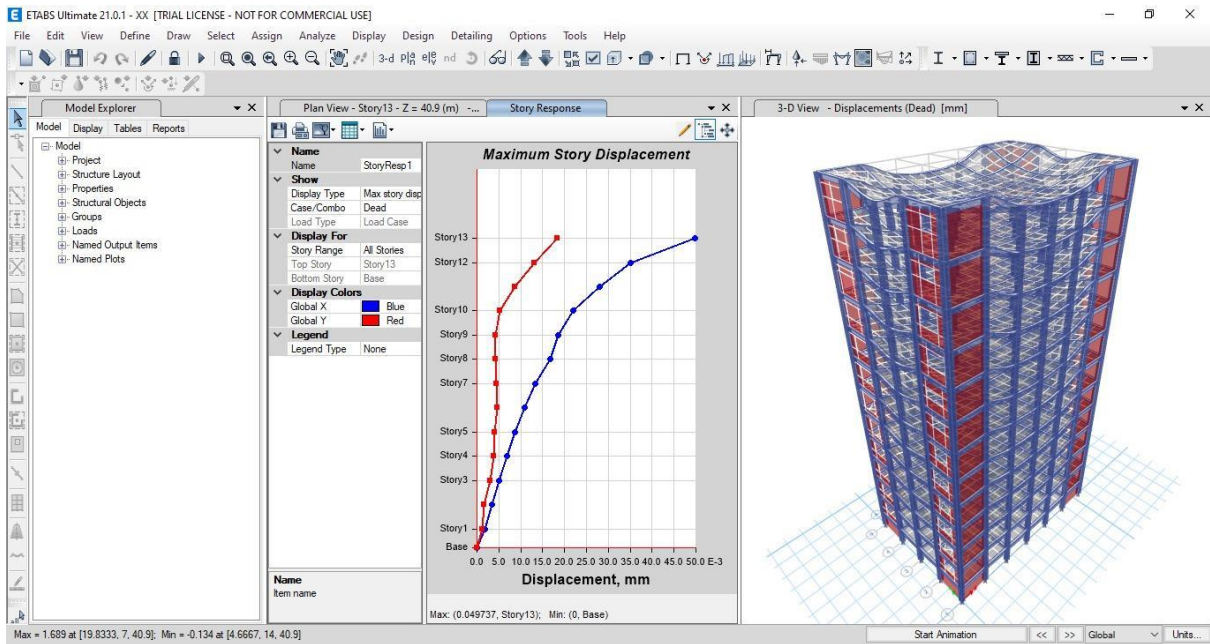 ETABS Ultimate 21.0.1 - XX [TRIAL LICENSE - NOT FOR COMMERCIAL USE]
File Edit View Define Draw Select Assign Analyze Display Design Detailing Options Tools Help
3-d
nd
Model Explorer
Model Display Tables Reports
Model
Project
Structure Layout
Properties
Structural Objects
Groups
Loads
Named Output Items
Named Plots
Plan View - Story13 - Z = 40.9 (m) -...
Story Response
Name
Name StoryResp1
Show
Display Type Max story disp
Case/Combo Dead
Load Type Load Case
Display For
Story Range All Stories
Top Story Story13
Bottom Story Base
Display Colors
Global X Blue
Global Y Red
Legend
Legend Type None
Name
Item name
Maximum Story Displacement
Story13
Story12
Story10
Story9
Story8
Story7
Story5
Story4
Story3
Story1
Base
0.0 5.0 10.0 15.0 20.0 25.0 30.0 35.0 40.0 45.0 50.0 E-3
Displacement, mm
Max: (0.049737, Story13); Min: (0, Base)
3-D View - Displacements (Dead) [mm]
Max = 1.689 at [19.8333, 7, 40.9]; Min = -0.134 at [4.6667, 14, 40.9]
Start Animation << >> Global Units...